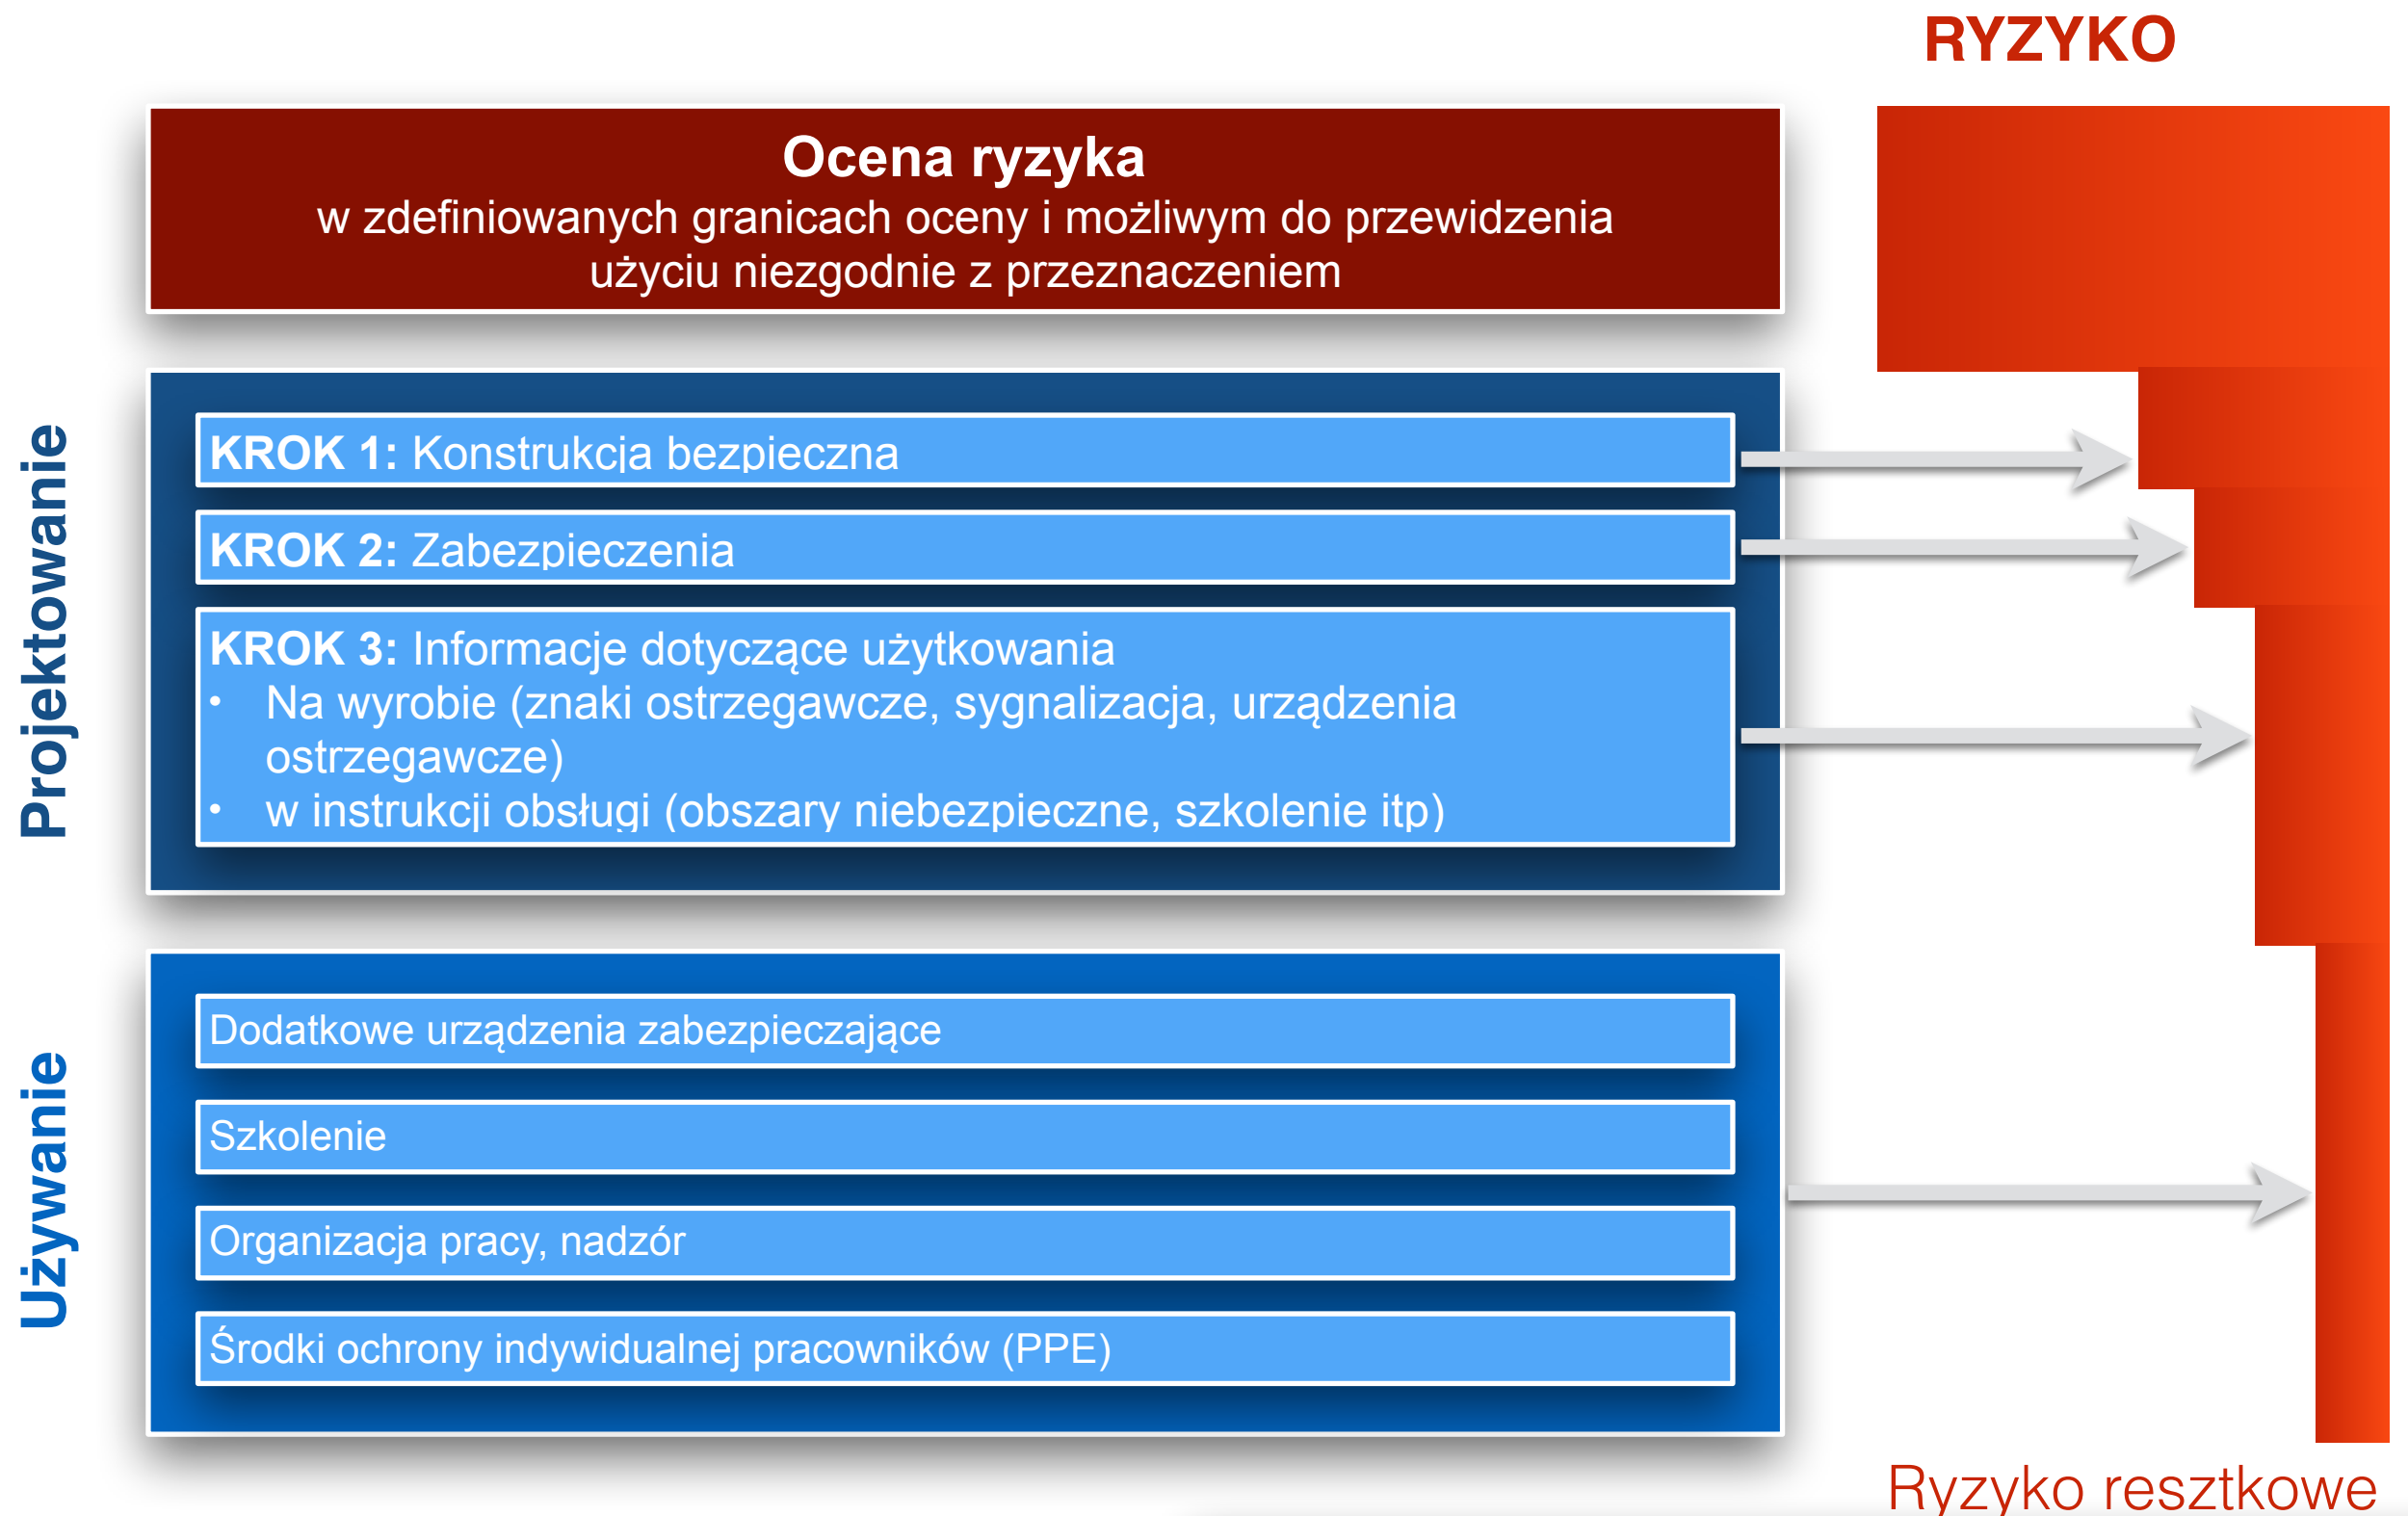 RYZYKO
Ocena ryzyka
w zdefiniowanych granicach oceny i możliwym do przewidzenia
użyciu niezgodnie z przeznaczeniem
Projektowanie
KROK 1: Konstrukcja bezpieczna
KROK 2: Zabezpieczenia
KROK 3: Informacje dotyczące użytkowania
• Na wyrobie (znaki ostrzegawcze, sygnalizacja, urządzenia
ostrzegawcze)
• w instrukcji obsługi (obszary niebezpieczne, szkolenie itp)
Używanie
Dodatkowe urządzenia zabezpieczające
Szkolenie
Organizacja pracy, nadzór
Środki ochrony indywidualnej pracowników (PPE)
Ryzyko resztkowe